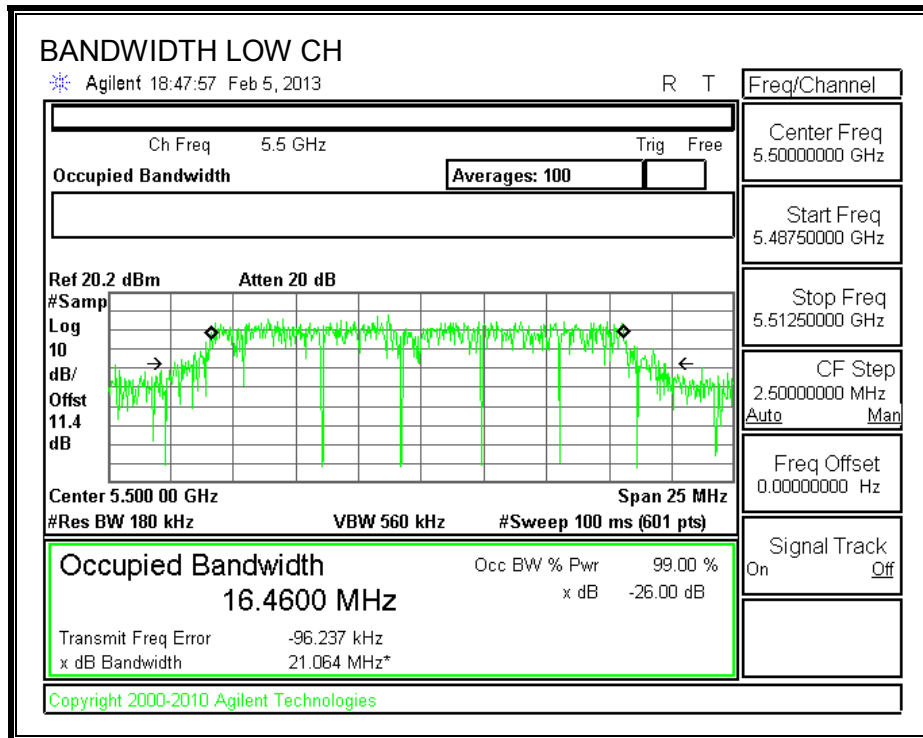 BANDWIDTH LOW CH
Agilent 18:47:57 Feb 5, 2013 R T
Freq/Channel
Ch Freq 5.5 GHz Trig Free
Occupied Bandwidth Averages: 100
Center Freq
5.50000000 GHz
Start Freq
5.48750000 GHz
Stop Freq
5.51250000 GHz
CF Step
2.50000000 MHz
Auto Man
Freq Offset
0.00000000 Hz
Signal Track
On Off
Ref 20.2 dBm Atten 20 dB
#Samp
Log
10
dB/
Offst
11.4
dB
Center 5.500 00 GHz Span 25 MHz
#Res BW 180 kHz VBW 560 kHz #Sweep 100 ms (601 pts)
Occupied Bandwidth Occ BW % Pwr 99.00 %
16.4600 MHz x dB -26.00 dB
Transmit Freq Error -96.237 kHz
x dB Bandwidth 21.064 MHz*
Copyright 2000-2010 Agilent Technologies